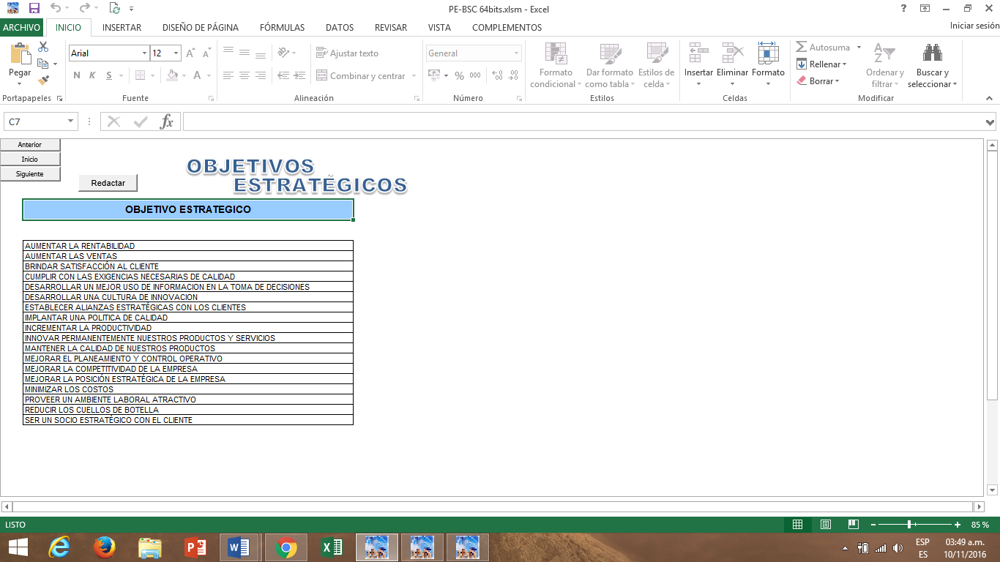 PE-BSC 64bits.xlsm - Excel
ARCHIVO INICIO INSERTAR DISEÑO DE PÁGINA FÓRMULAS DATOS REVISAR VISTA COMPLEMENTOS Iniciar sesión
Pegar
Arial 12
N K S A
Ajustar texto
Combinar y centrar
General
% 000
Formato condicional
Dar formato como tabla
Estilos de celda
Insertar Eliminar Formato
Autosuma
Rellenar
Borrar
Ordenar y filtrar
Buscar y seleccionar
Portapapeles Fuente Alineación Número Estilos Celdas Modificar
C7 fx
Anterior
Inicio
Siguiente
Redactar
OBJETIVOS
ESTRATÉGICOS
OBJETIVO ESTRATEGICO
AUMENTAR LA RENTABILIDAD
AUMENTAR LAS VENTAS
BRINDAR SATISFACCIÓN AL CLIENTE
CUMPLIR CON LAS EXIGENCIAS NECESARIAS DE CALIDAD
DESARROLLAR UN MEJOR USO DE INFORMACION EN LA TOMA DE DECISIONES
DESARROLLAR UNA CULTURA DE INNOVACION
ESTABLECER ALIANZAS ESTRATÉGICAS CON LOS CLIENTES
IMPLANTAR UNA POLITICA DE CALIDAD
INCREMENTAR LA PRODUCTIVIDAD
INNOVAR PERMANENTEMENTE NUESTROS PRODUCTOS Y SERVICIOS
MANTENER LA CALIDAD DE NUESTROS PRODUCTOS
MEJORAR EL PLANEAMIENTO Y CONTROL OPERATIVO
MEJORAR LA COMPETITIVIDAD DE LA EMPRESA
MEJORAR LA POSICIÓN ESTRATÉGICA DE LA EMPRESA
MINIMIZAR LOS COSTOS
PROVEER UN AMBIENTE LABORAL ATRACTIVO
REDUCIR LOS CUELLOS DE BOTELLA
SER UN SOCIO ESTRATÉGICO CON EL CLIENTE
LISTO 85 %
ESP 03:49 a.m.
ES 10/11/2016